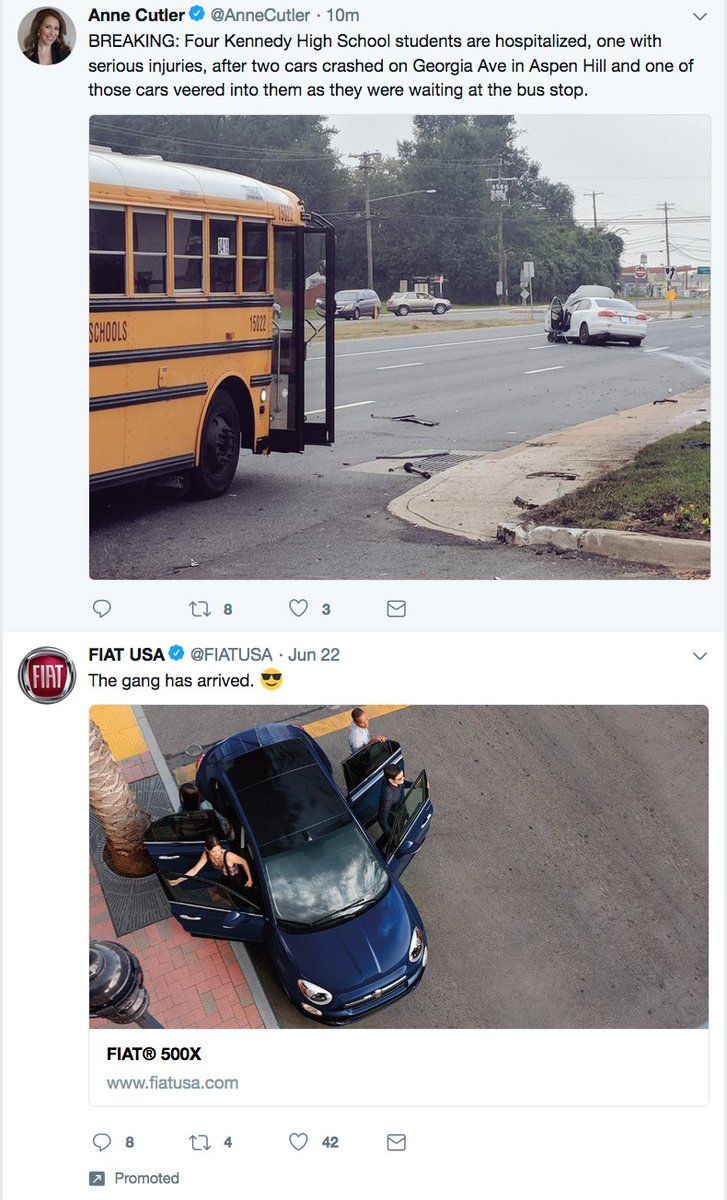 Anne Cutler @AnneCutler · 10m
BREAKING: Four Kennedy High School students are hospitalized, one with
serious injuries, after two cars crashed on Georgia Ave in Aspen Hill and one of
those cars veered into them as they were waiting at the bus stop.
15022
SCHOOLS
15022
8
3
FIAT
FIAT USA @FIATUSA · Jun 22
The gang has arrived. 😎
FIAT® 500X
www.fiatusa.com
8
4
42
Promoted